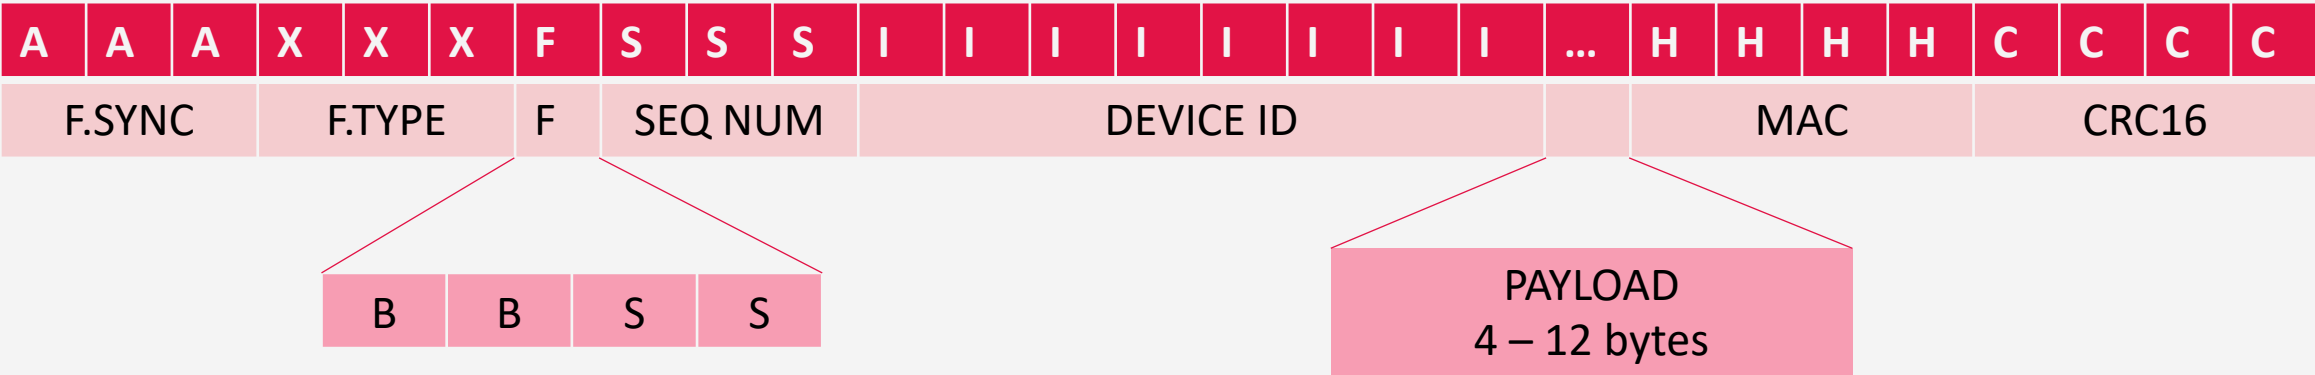 A A A X X X F S S S I I I I I I I I ... H H H H C C C C
F.SYNC F.TYPE F SEQ NUM DEVICE ID MAC CRC16
B B S S
PAYLOAD
4 – 12 bytes